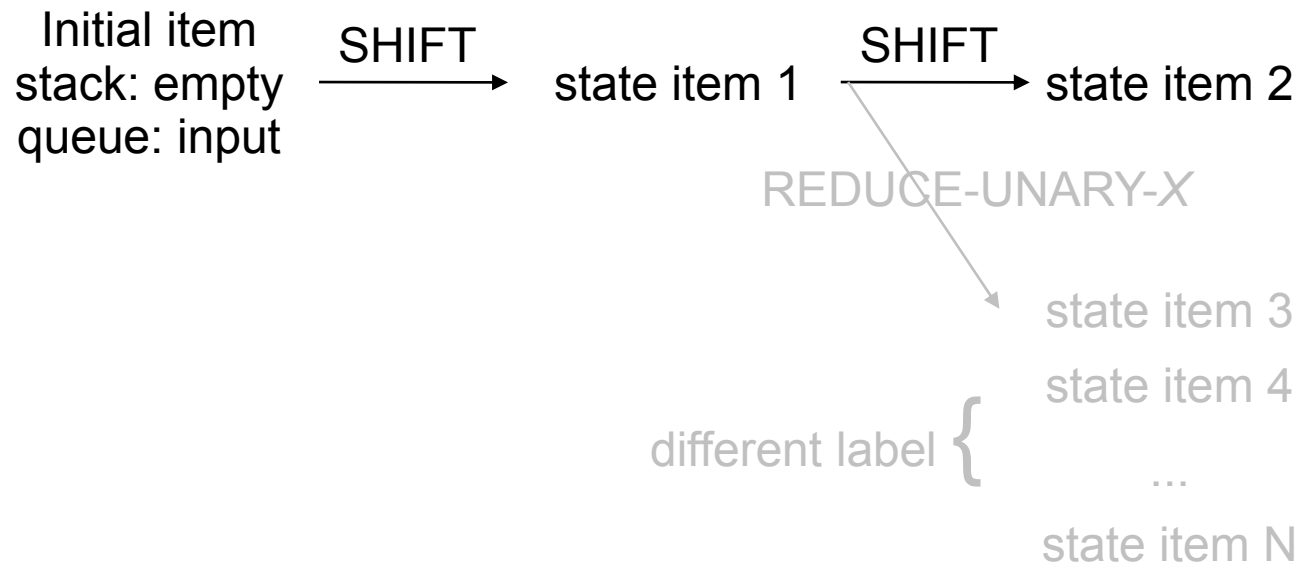 Initial item
stack: empty
queue: input
SHIFT
state item 1
SHIFT
state item 2
REDUCE-UNARY-X
state item 3
state item 4
different label {
...
state item N